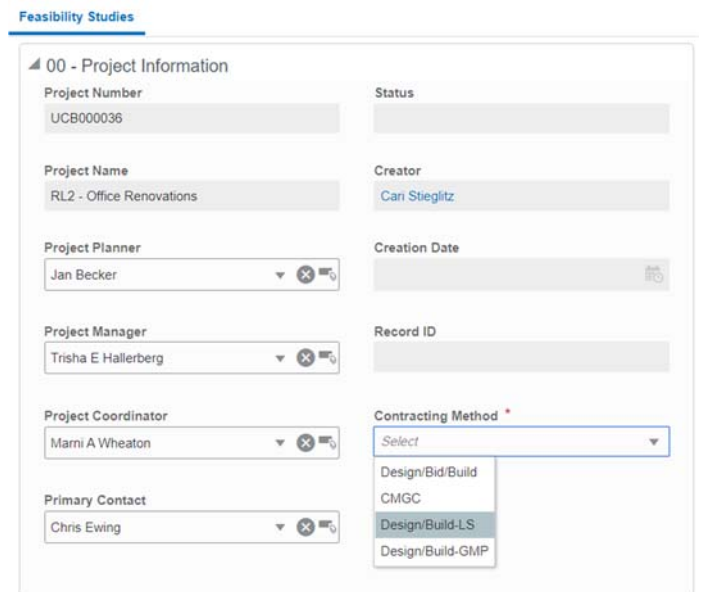 Feasibility Studies
00 - Project Information
Project Number
Status
UCB000036
Project Name
Creator
RL2 - Office Renovations
Cari Stieglitz
Project Planner
Creation Date
Jan Becker
Project Manager
Record ID
Trisha E Hallerberg
Project Coordinator
Contracting Method *
Marni A Wheaton
Select
Design/Bid/Build
CMGC
Primary Contact
Chris Ewing
Design/Build-LS
Design/Build-GMP